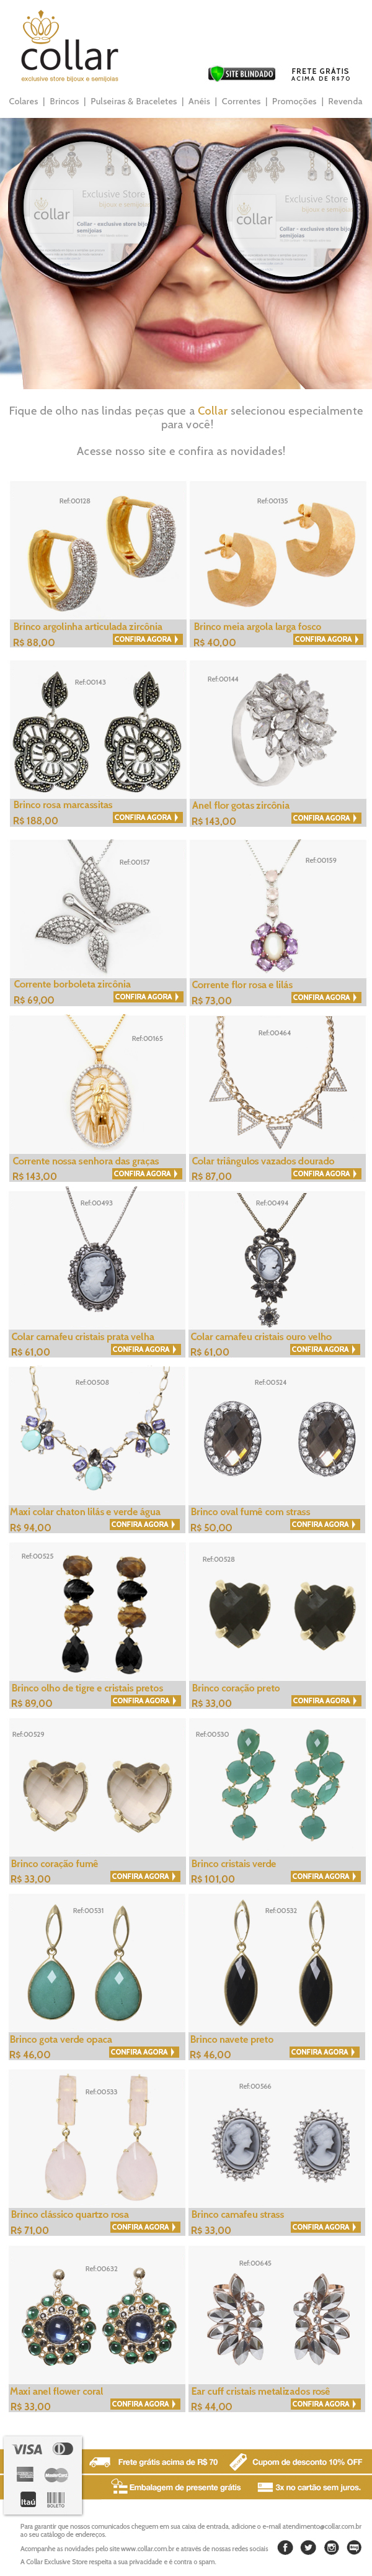 collar
exclusive store bijoux e semijoias
SITE BLINDADO
FRETE GRÁTIS
ACIMA DE R$70
Colares | Brincos | Pulseiras & Braceletes | Anéis | Correntes | Promoções | Revenda
Exclusive Store
collar
Collar - exclusive store bijo
semijoias
Exclusive Store
collar
Collar - exclusive store
semijoias
Fique de olho nas lindas peças que a Collar selecionou especialmente
para você!
Acesse nosso site e confira as novidades!
Ref:00128
Ref:00135
Brinco argolinha articulada zircônia
Brinco meia argola larga fosco
R$ 88,00 CONFIRA AGORA
R$ 40,00 CONFIRA AGORA
Ref:00143
Ref:00144
Brinco rosa marcassitas
Anel flor gotas zircônia
R$ 188,00 CONFIRA AGORA
R$ 143,00 CONFIRA AGORA
Ref:00157
Ref:00159
Corrente borboleta zircônia
Corrente flor rosa e lilás
R$ 69,00 CONFIRA AGORA
R$ 73,00 CONFIRA AGORA
Ref:00165
Ref:00464
Corrente nossa senhora das graças
Colar triângulos vazados dourado
R$ 143,00 CONFIRA AGORA
R$ 87,00 CONFIRA AGORA
Ref:00493
Ref:00494
Colar camafeu cristais prata velha
Colar camafeu cristais ouro velho
R$ 61,00 CONFIRA AGORA
R$ 61,00 CONFIRA AGORA
Ref:00508
Ref:00524
Maxi colar chaton lilás e verde água
Brinco oval fumê com strass
R$ 94,00 CONFIRA AGORA
R$ 50,00 CONFIRA AGORA
Ref:00525
Ref:00528
Brinco olho de tigre e cristais pretos
Brinco coração preto
R$ 89,00 CONFIRA AGORA
R$ 33,00 CONFIRA AGORA
Ref:00529
Ref:00530
Brinco coração fumê
Brinco cristais verde
R$ 33,00 CONFIRA AGORA
R$ 101,00 CONFIRA AGORA
Ref:00531
Ref:00532
Brinco gota verde opaca
Brinco navete preto
R$ 46,00 CONFIRA AGORA
R$ 46,00 CONFIRA AGORA
Ref:00533
Ref:00566
Brinco clássico quartzo rosa
Brinco camafeu strass
R$ 71,00 CONFIRA AGORA
R$ 33,00 CONFIRA AGORA
Ref:00632
Ref:00645
Maxi anel flower coral
Ear cuff cristais metalizados rosê
R$ 33,00 CONFIRA AGORA
R$ 44,00 CONFIRA AGORA
VISA
MasterCard
Itaú
BOLETO
Frete grátis acima de R$ 70
Cupom de desconto 10% OFF
Embalagem de presente grátis
3x no cartão sem juros.
Para garantir que nossos comunicados cheguem em sua caixa de entrada, adicione o e-mail atendimento@collar.com.br
ao seu catálogo de endereços.
Acompanhe as novidades pelo site www.collar.com.br e através de nossas redes sociais
A Collar Exclusive Store respeita a sua privacidade e é contra o spam.